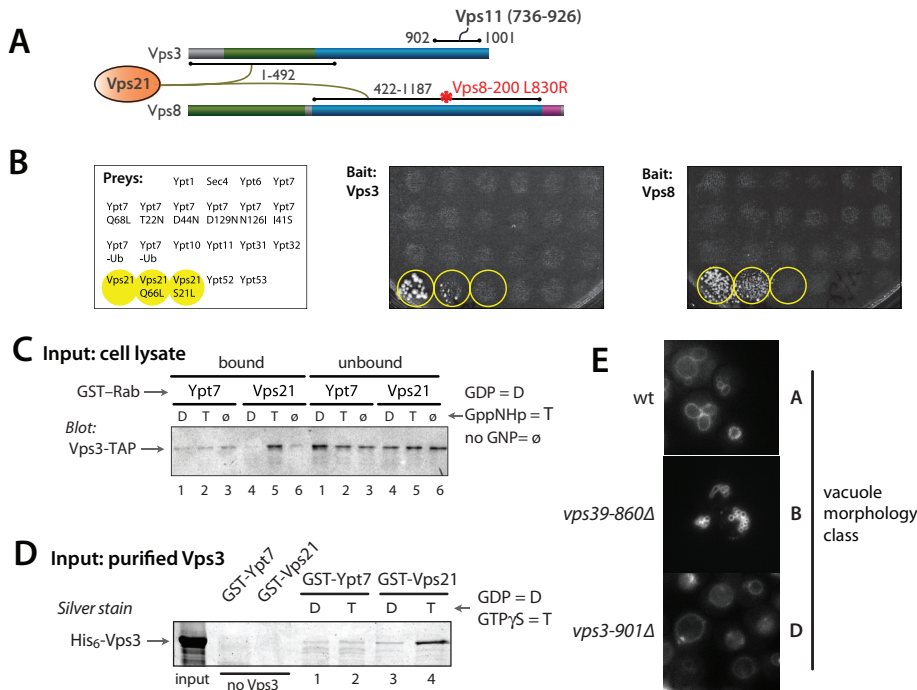 A
Vps11 (736-926)
902
1001
Vps3
Vps21
1-492
422-1187
Vps8-200 L830R
Vps8
B
Preys:
Ypt1 Sec4 Ypt6 Ypt7
Ypt7 Ypt7 Ypt7 Ypt7 Ypt7 Ypt7
Q68L T22N D44N D129N N126I I41S
Ypt7 Ypt7 Ypt10 Ypt11 Ypt31 Ypt32
-Ub -Ub
Vps21 Vps21 Vps21 Ypt52 Ypt53
Q66L S21L
Bait:
Vps3
Bait:
Vps8
C Input: cell lysate
bound unbound
GST–Rab
Ypt7 Vps21 Ypt7 Vps21
D T ø D T ø D T ø D T ø
GDP = D
GppNHp = T
no GNP= ø
Blot:
Vps3-TAP
1 2 3 4 5 6 1 2 3 4 5 6
D Input: purified Vps3
GST-Ypt7
GST-Vps21
GST-Ypt7 GST-Vps21
Silver stain
D T D T
GDP = D
GTPγS = T
His6-Vps3
input
no Vps3
1 2 3 4
E
wt
A
vps39-860Δ
B
vacuole
morphology
class
vps3-901Δ
D